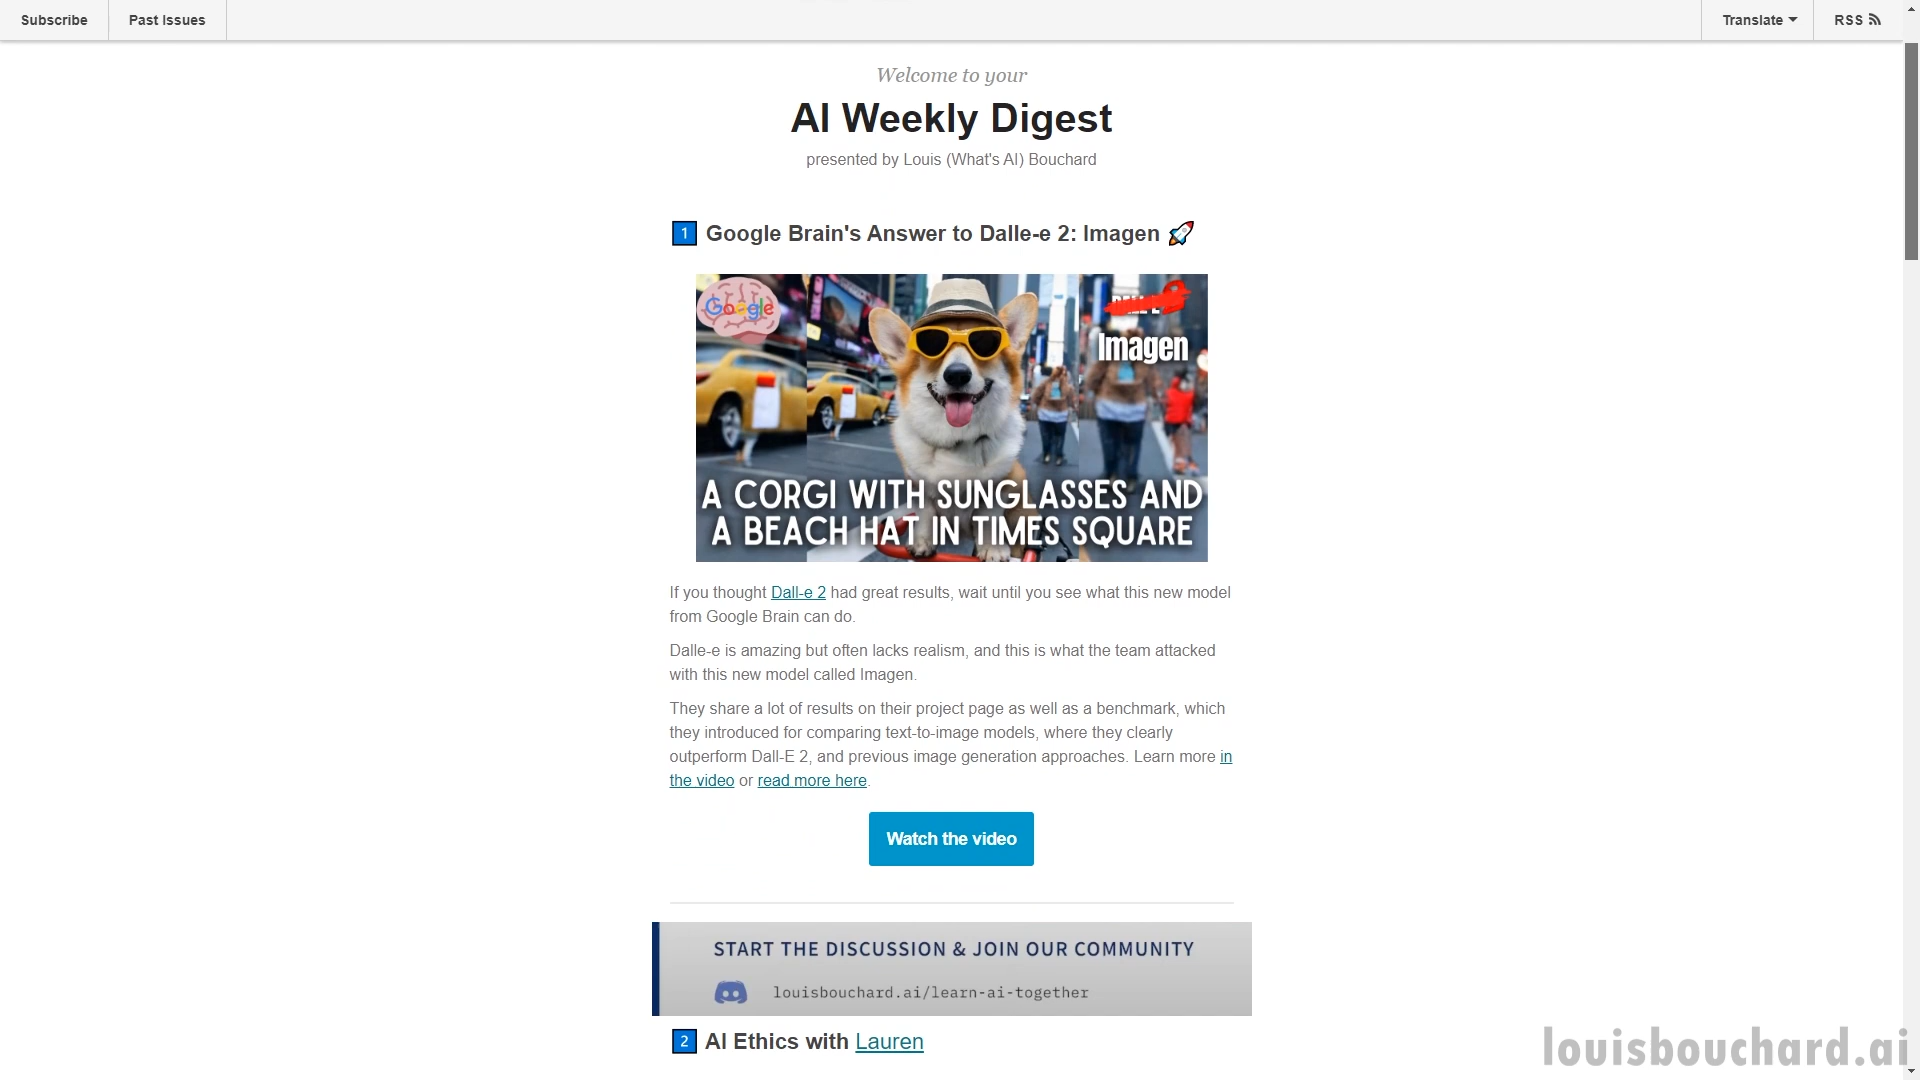 Subscribe
Past Issues
Translate
RSS
Welcome to your
AI Weekly Digest
presented by Louis (What's AI) Bouchard
1 Google Brain's Answer to Dalle-e 2: Imagen
Google
Imagen
A CORGI WITH SUNGLASSES AND
A BEACH HAT IN TIMES SQUARE
If you thought Dall-e 2 had great results, wait until you see what this new model
from Google Brain can do.
Dalle-e is amazing but often lacks realism, and this is what the team attacked
with this new model called Imagen.
They share a lot of results on their project page as well as a benchmark, which
they introduced for comparing text-to-image models, where they clearly
outperform Dall-E 2, and previous image generation approaches. Learn more in
the video or read more here.
Watch the video
START THE DISCUSSION & JOIN OUR COMMUNITY
louisbouchard.ai/learn-ai-together
2 AI Ethics with Lauren
louisbouchard.ai